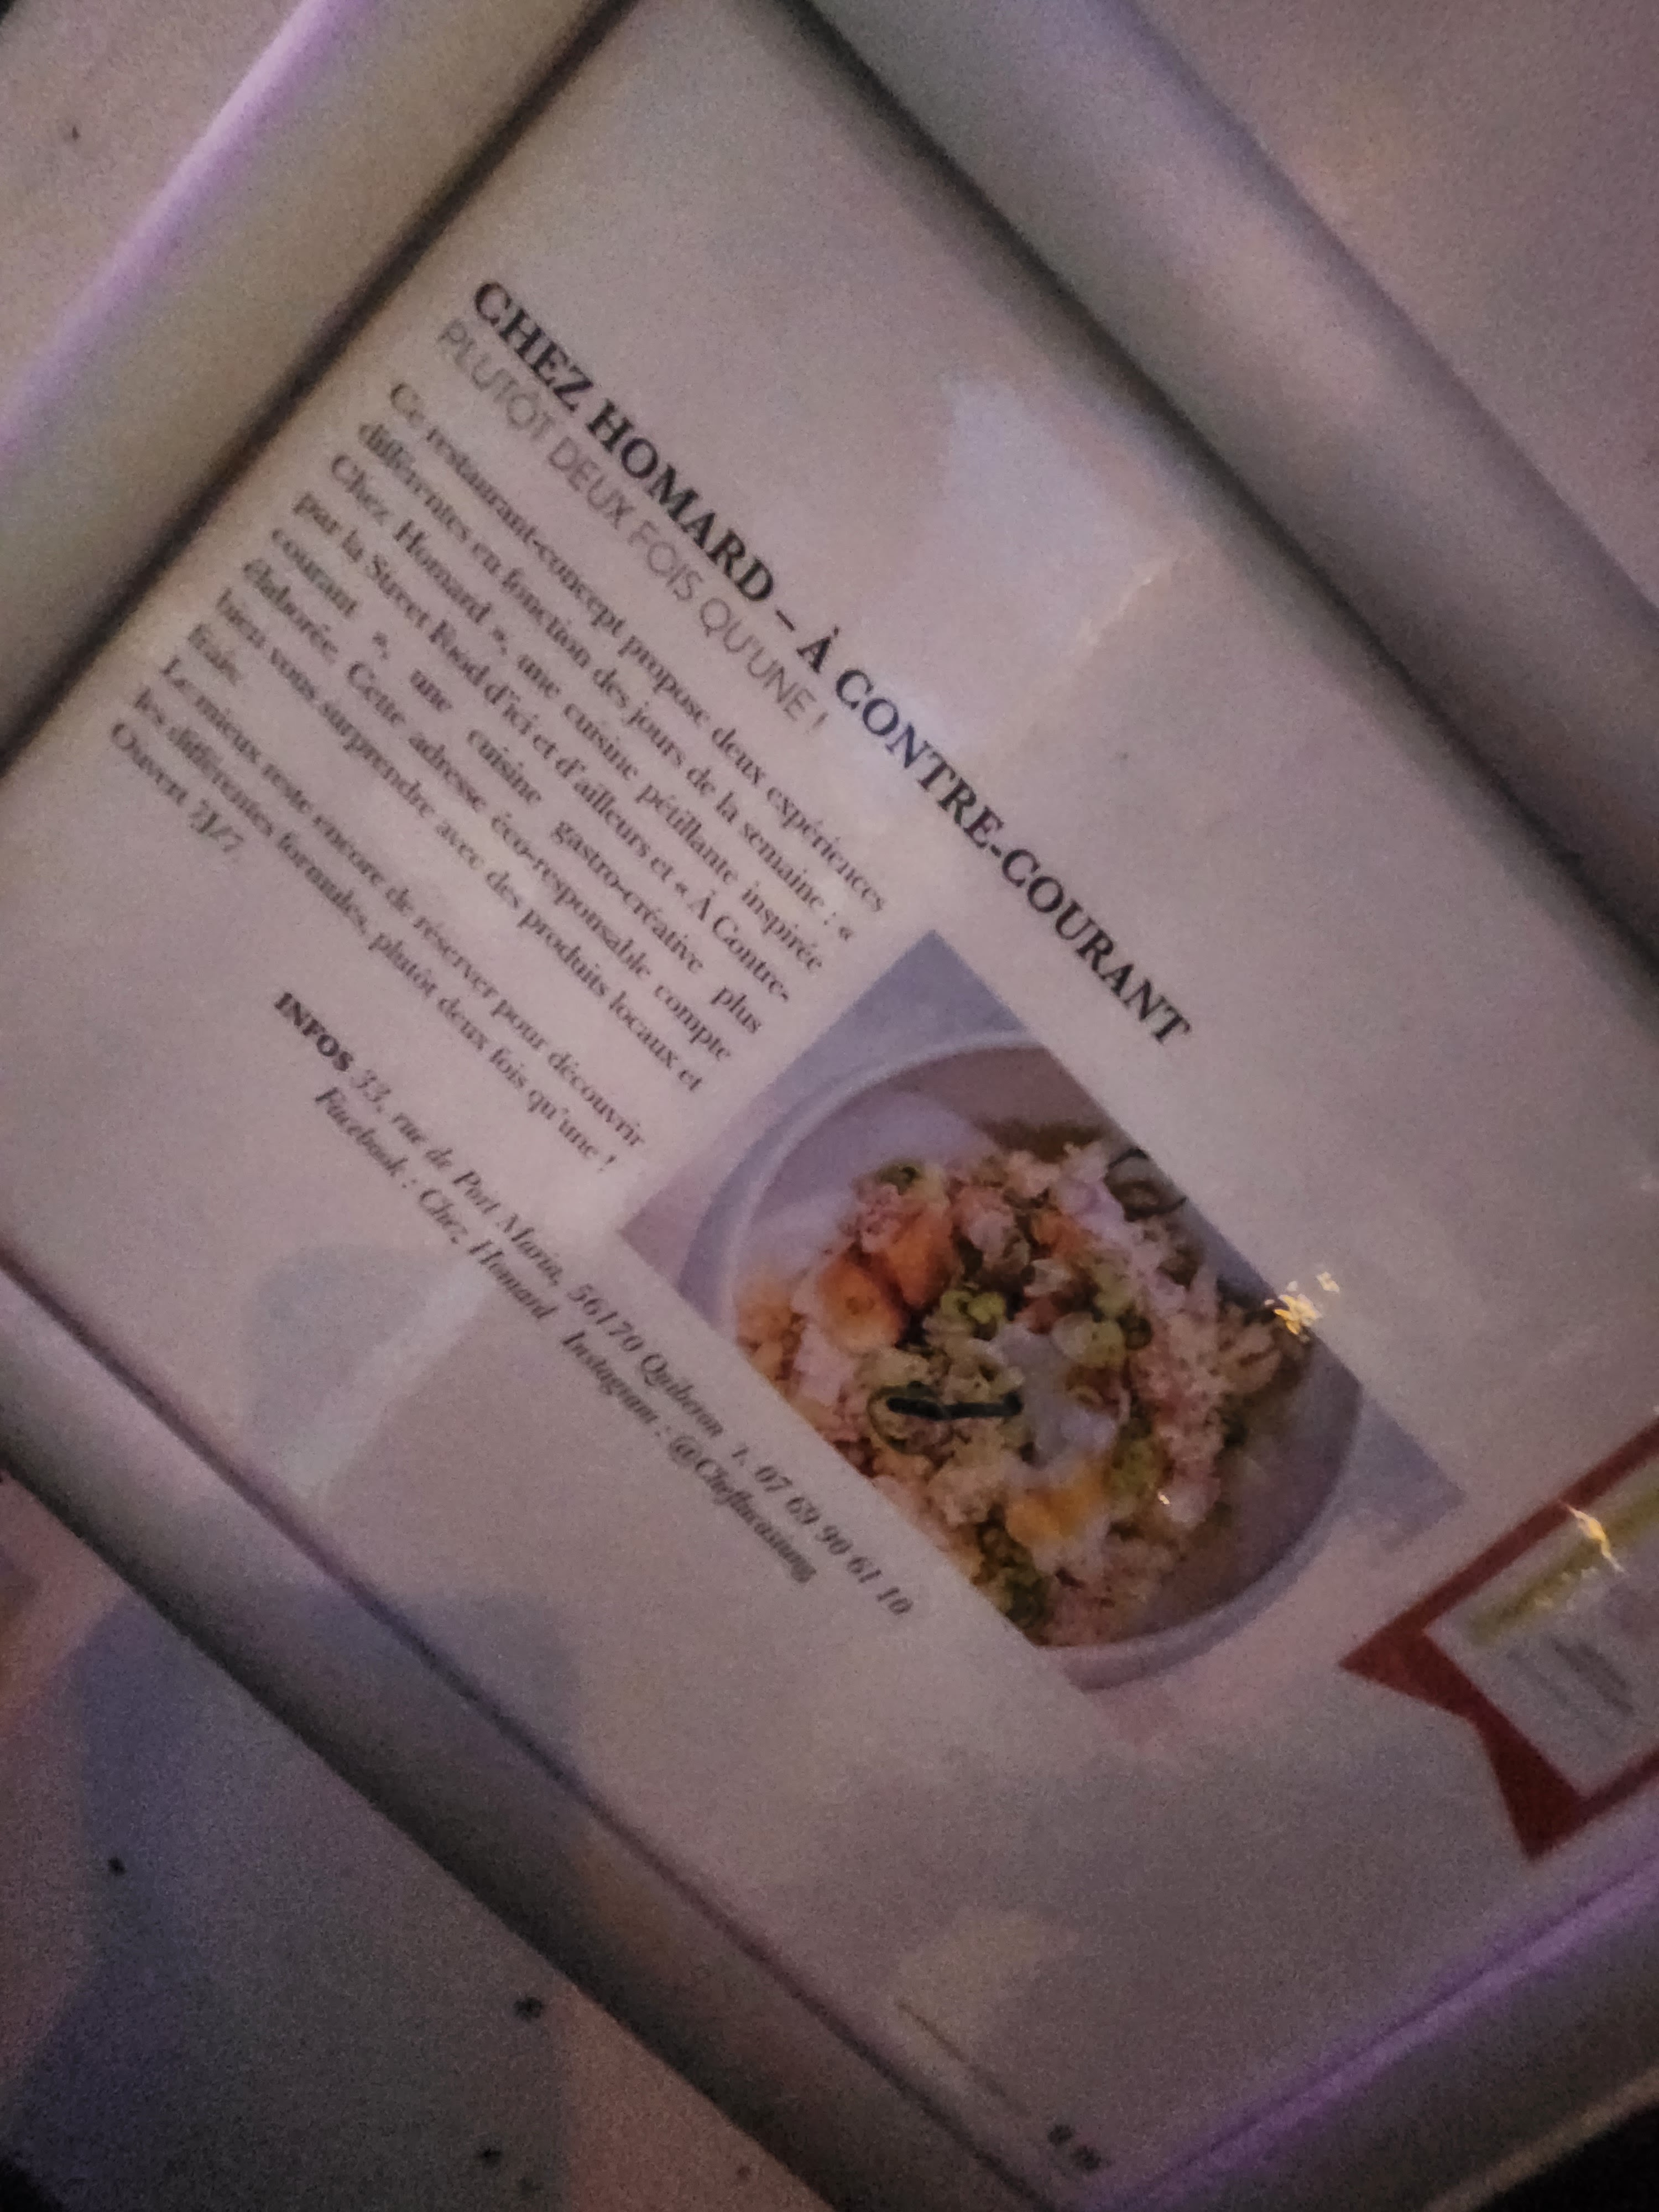 CHEZ HOMARD – À CONTRE-COURANT
PLUTÔT DEUX FOIS QU'UNE !
Ce restaurant-concept propose deux expériences
différentes en fonction des jours de la semaine : «
Chez Homard », une cuisine pétillante inspirée
par la Street Food d'ici et d'ailleurs et « À Contre-
courant », une cuisine gastro-créative plus
élaborée. Cette adresse éco-responsable compte
bien vous surprendre avec des produits locaux et
frais.
Le mieux reste encore de réserver pour découvrir
les différentes formules, plutôt deux fois qu'une !
Ouvert 7J/7
INFOS 33, rue de Port Maria, 56170 Quiberon t. 07 69 90 61 10
Facebook : Chez Homard Instagram :